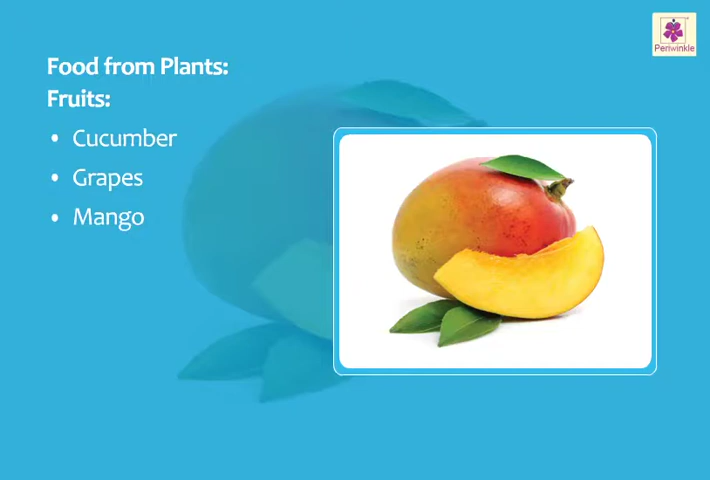 Periwinkle
Food from Plants:
Fruits:
• Cucumber
• Grapes
• Mango